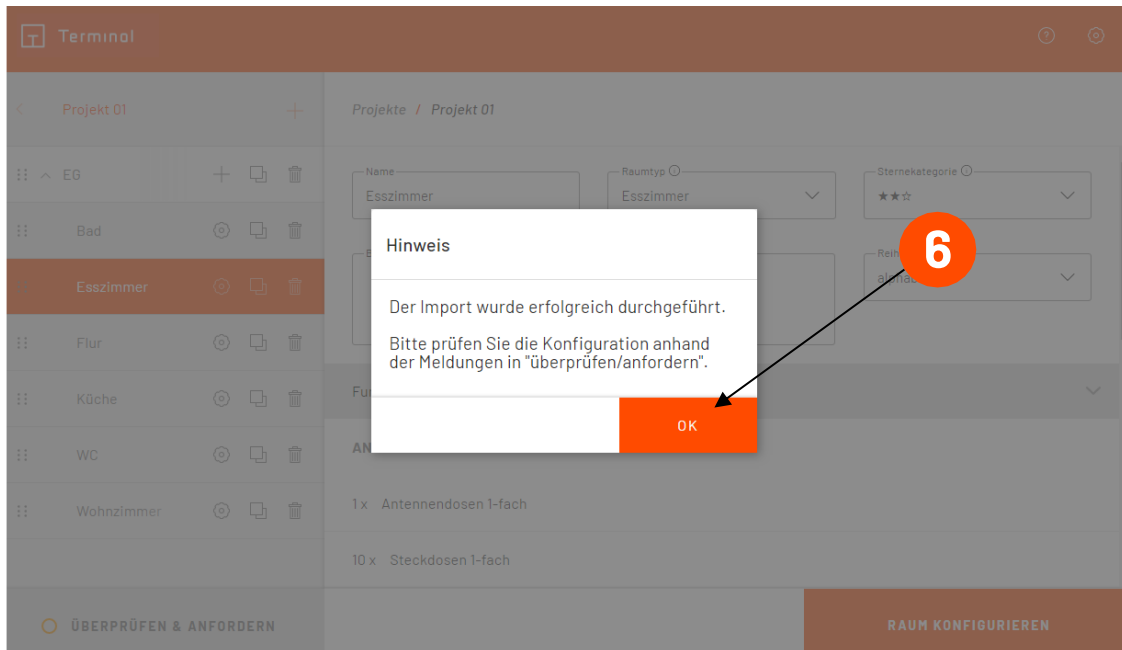 Terminal
Projekt 01
Projekte / Projekt 01
EG
Bad
Esszimmer
Flur
Küche
WC
Wohnzimmer
ÜBERPRÜFEN & ANFORDERN
Name
Esszimmer
Raumtyp
Esszimmer
Sternekategorie
★★☆
6
Hinweis
Der Import wurde erfolgreich durchgeführt.
Bitte prüfen Sie die Konfiguration anhand
der Meldungen in "überprüfen/anfordern".
OK
1 x Antennendosen 1-fach
10 x Steckdosen 1-fach
RAUM KONFIGURIEREN